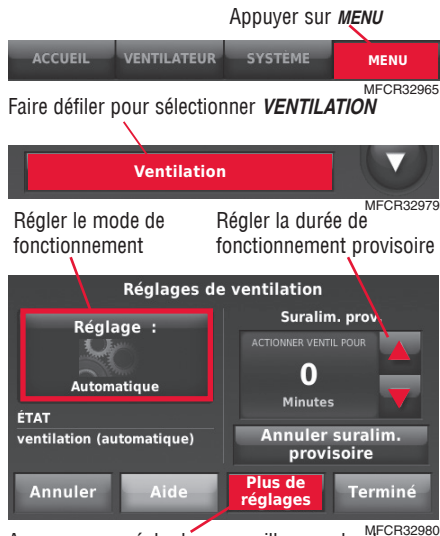 Appuyer sur MENU
ACCUEIL VENTILATEUR SYSTÈME MENU
MFCR32965
Faire défiler pour sélectionner VENTILATION
Ventilation
MFCR32979
Régler le mode de fonctionnement
Régler la durée de fonctionnement provisoire
Réglages de ventilation
Réglage :
Automatique
ÉTAT
ventilation (automatique)
Suralim. prov.
ACTIONNER VENTIL POUR
0
Minutes
Annuler suralim. provisoire
Annuler Aide Plus de réglages Terminé
MFCR32980